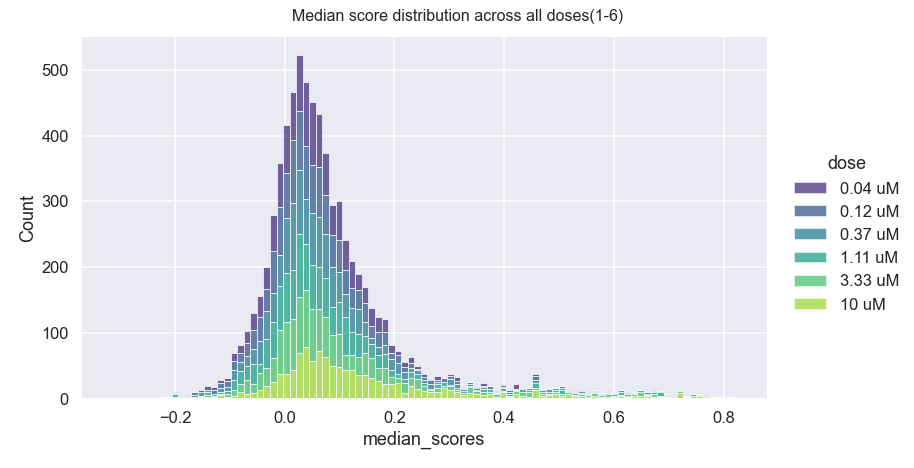 Median score distribution across all doses(1-6)
500
400
300
200
100
0
Count
−0.2
0.0
0.2
0.4
0.6
0.8
median_scores
dose
0.04 uM
0.12 uM
0.37 uM
1.11 uM
3.33 uM
10 uM